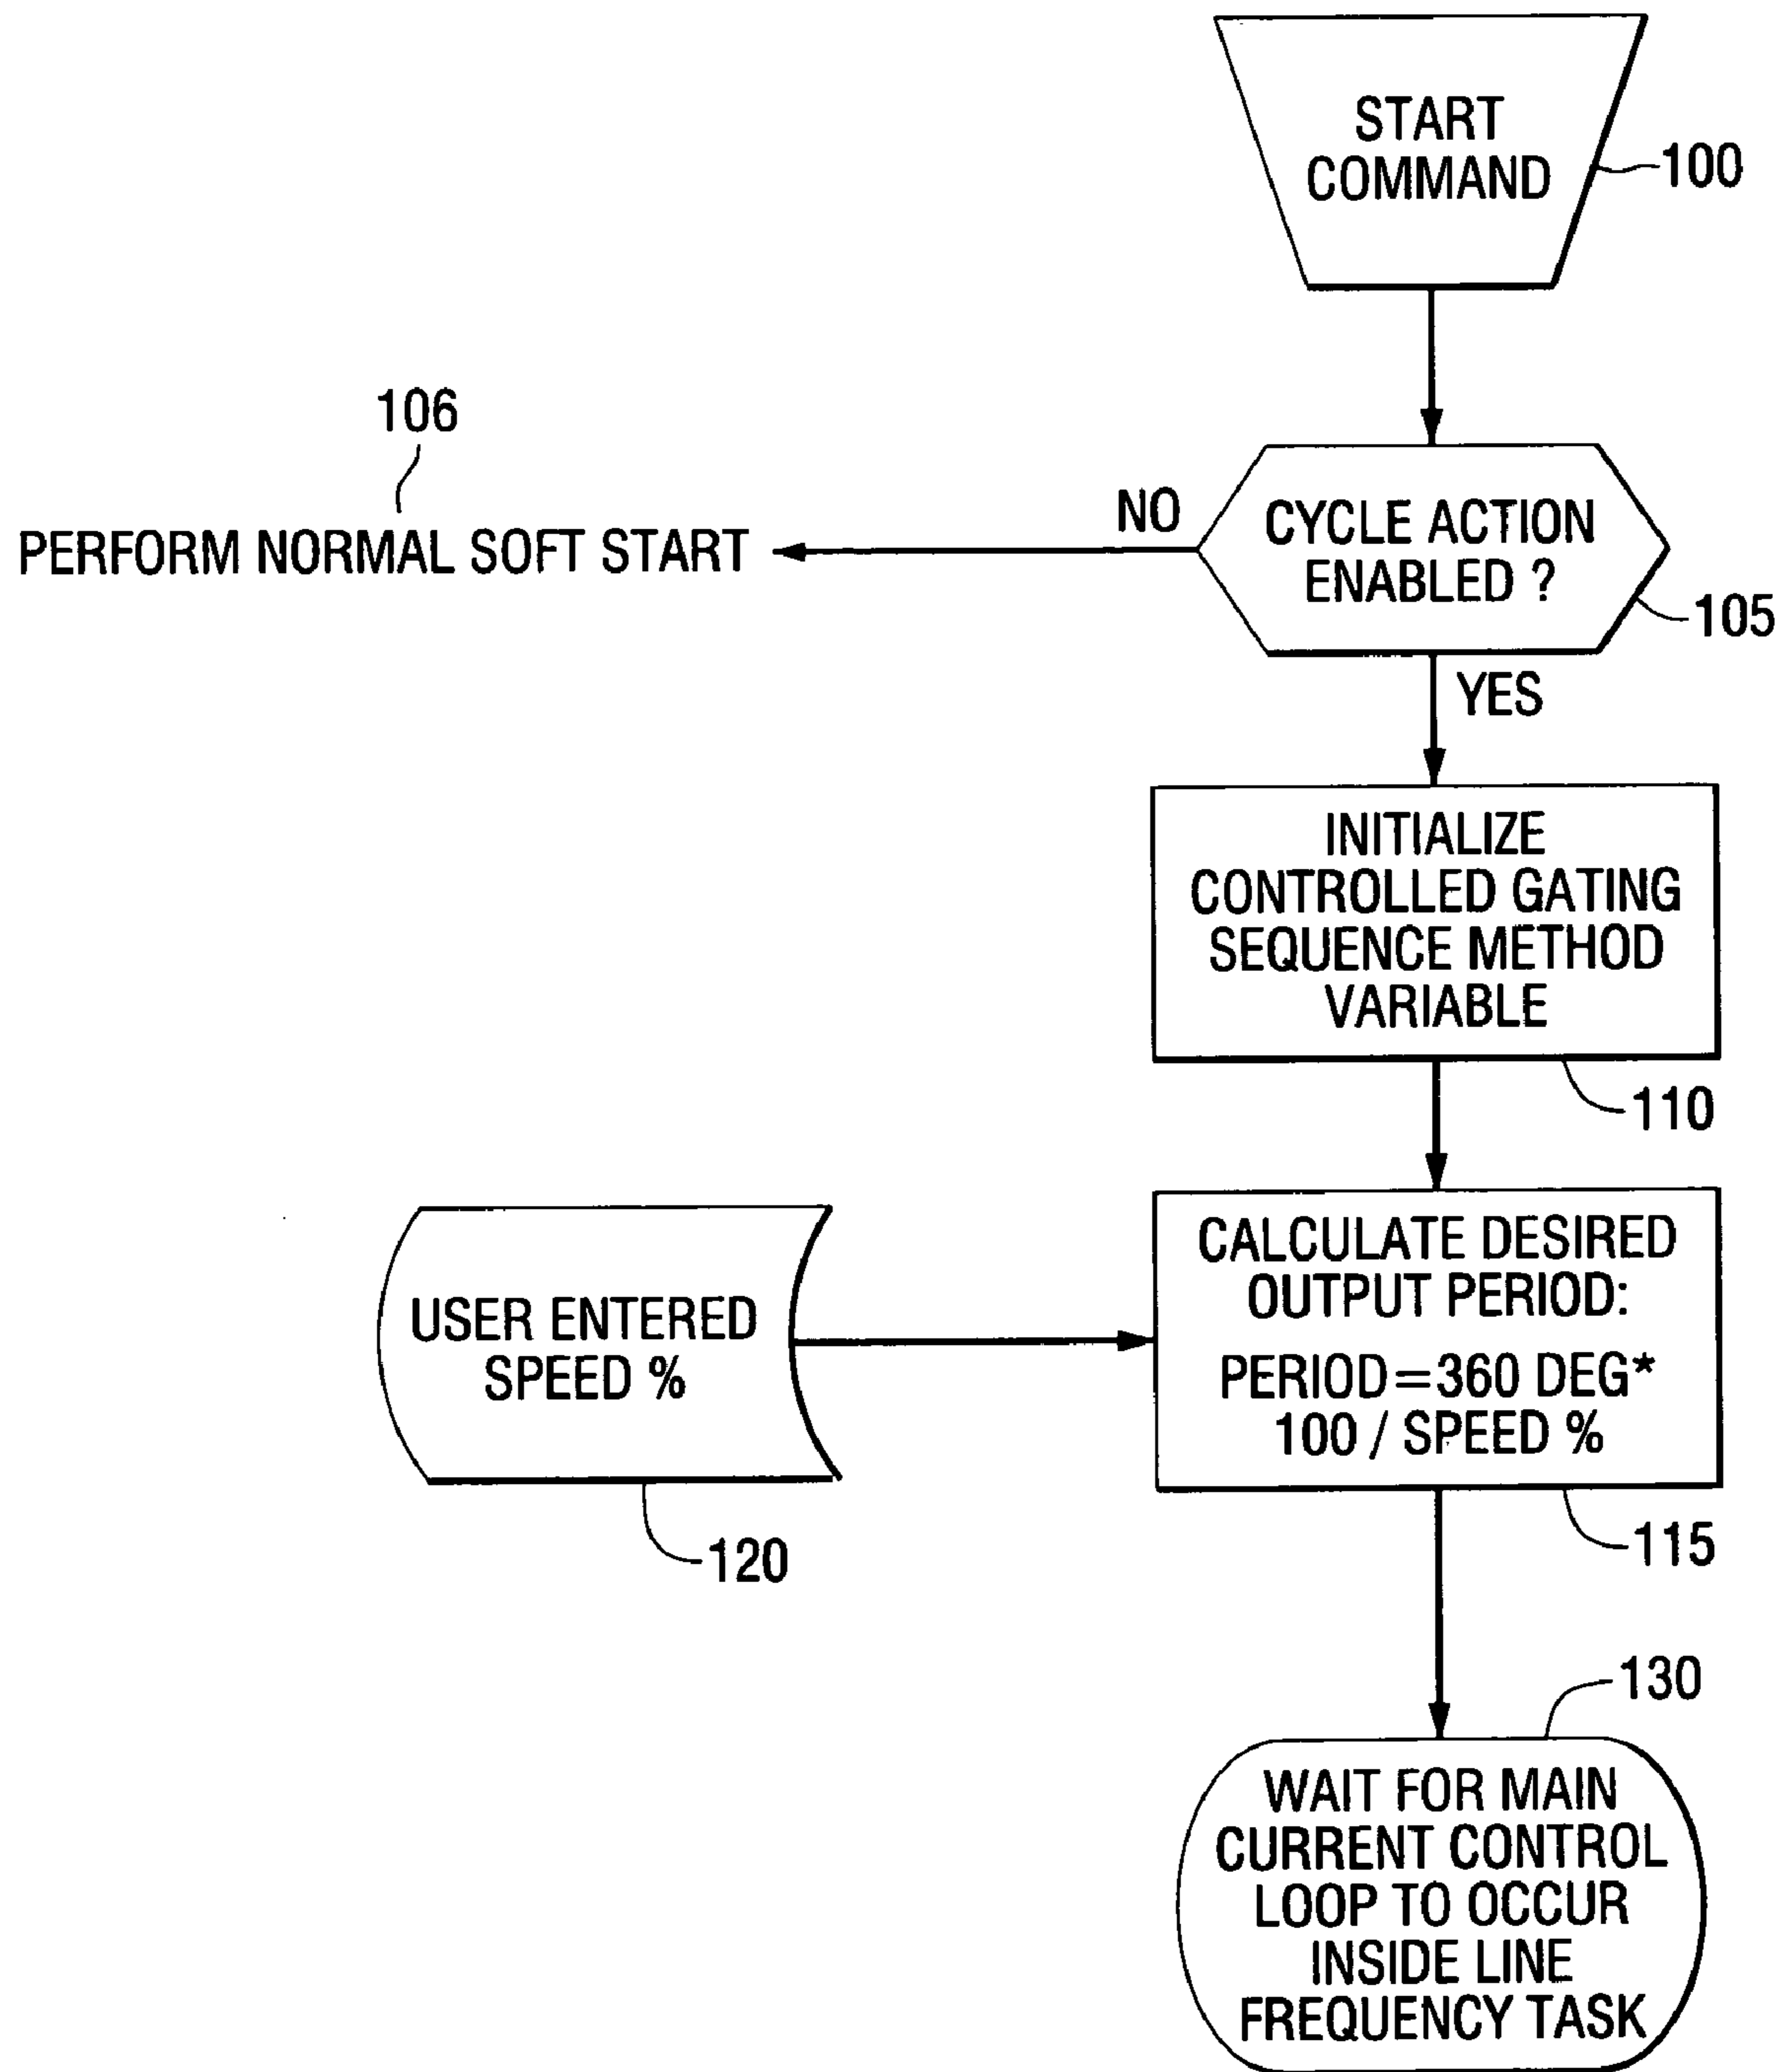 START
COMMAND
100
106
PERFORM NORMAL SOFT START
NO
CYCLE ACTION
ENABLED ?
105
YES
INITIALIZE
CONTROLLED GATING
SEQUENCE METHOD
VARIABLE
110
USER ENTERED
SPEED %
120
CALCULATE DESIRED
OUTPUT PERIOD:
PERIOD=360 DEG*
100 / SPEED %
115
130
WAIT FOR MAIN
CURRENT CONTROL
LOOP TO OCCUR
INSIDE LINE
FREQUENCY TASK